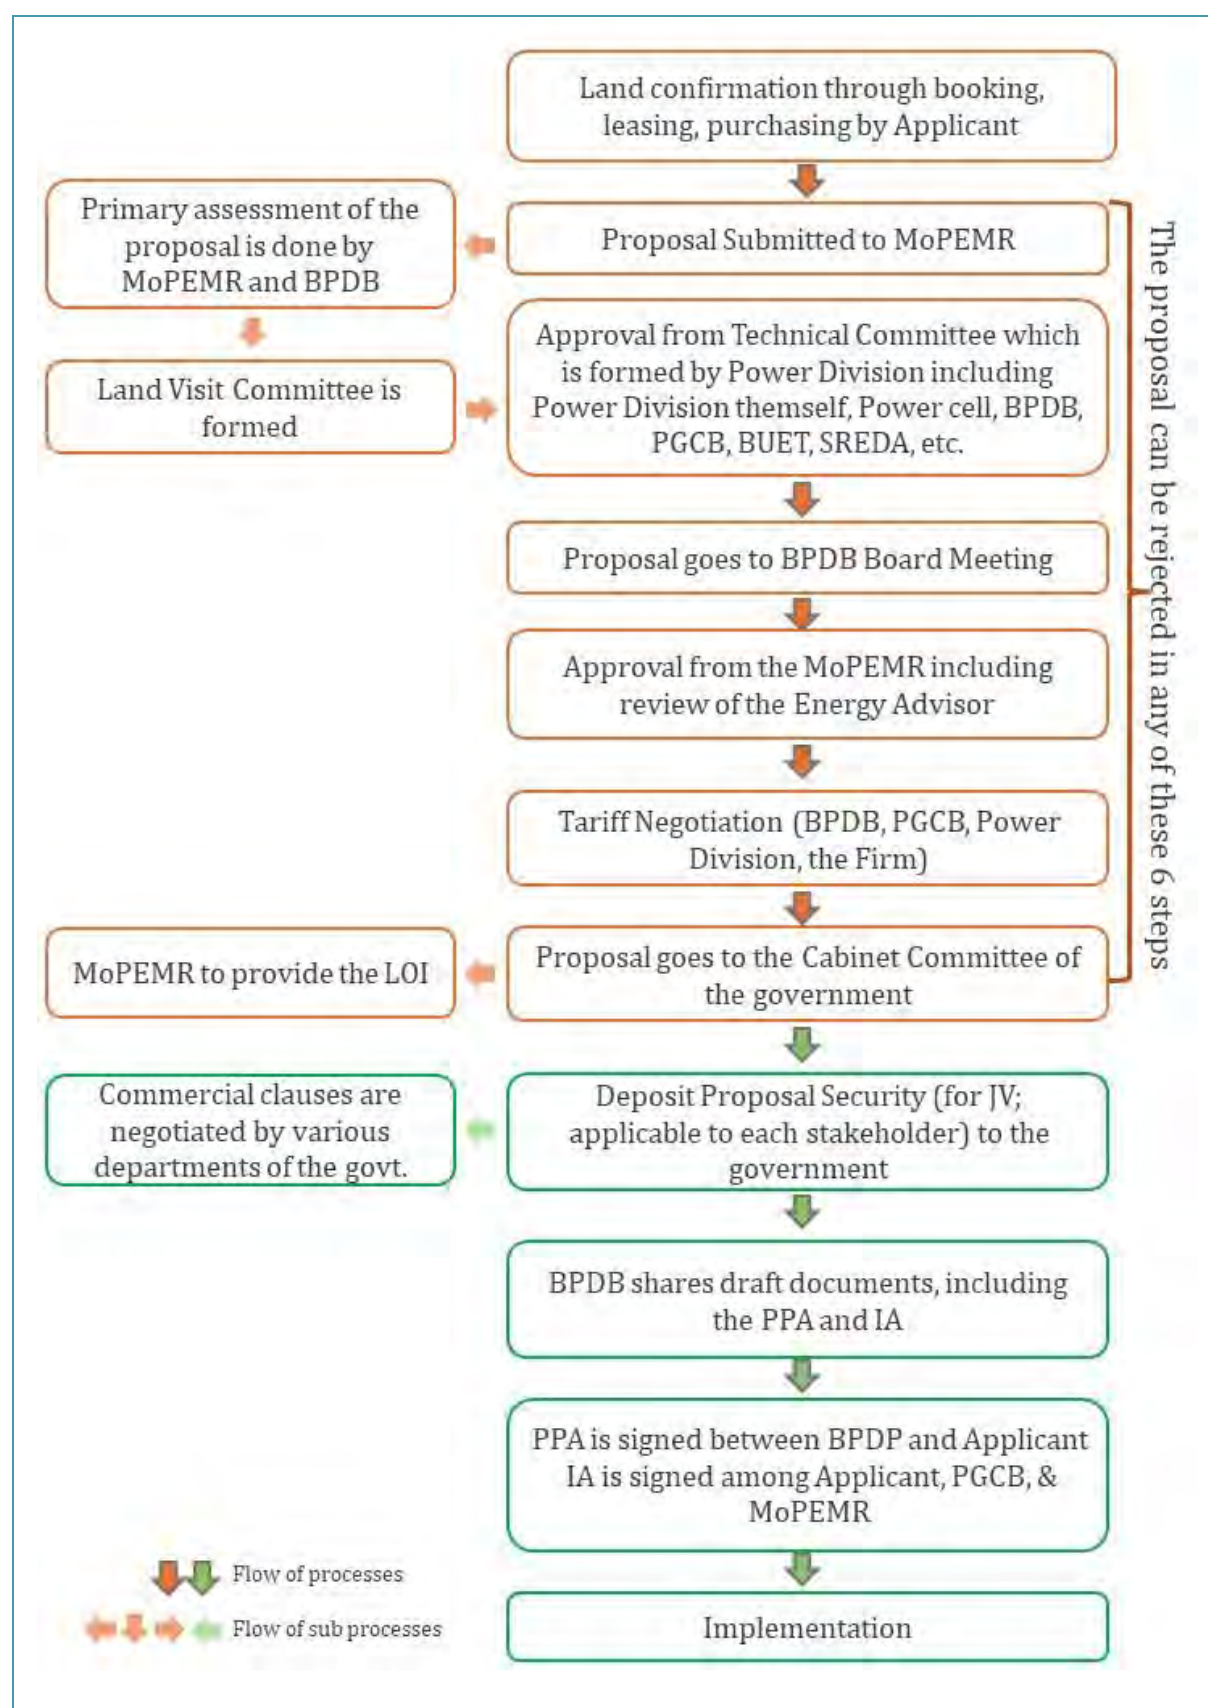 Land confirmation through booking,
leasing, purchasing by Applicant
Primary assessment of the
proposal is done by
MoPEMR and BPDB
Proposal Submitted to MoPEMR
Land Visit Committee is
formed
Approval from Technical Committee which
is formed by Power Division including
Power Division themself, Power cell, BPDB,
PGCB, BUET, SREDA, etc.
Proposal goes to BPDB Board Meeting
Approval from the MoPEMR including
review of the Energy Advisor
Tariff Negotiation (BPDB, PGCB, Power
Division, the Firm)
The proposal can be rejected in any of these 6 steps
MoPEMR to provide the LOI
Proposal goes to the Cabinet Committee of
the government
Commercial clauses are
negotiated by various
departments of the govt.
Deposit Proposal Security (for JV;
applicable to each stakeholder) to the
government
BPDB shares draft documents, including
the PPA and IA
PPA is signed between BPDP and Applicant
IA is signed among Applicant, PGCB, &
MoPEMR
Implementation
Flow of processes
Flow of sub processes